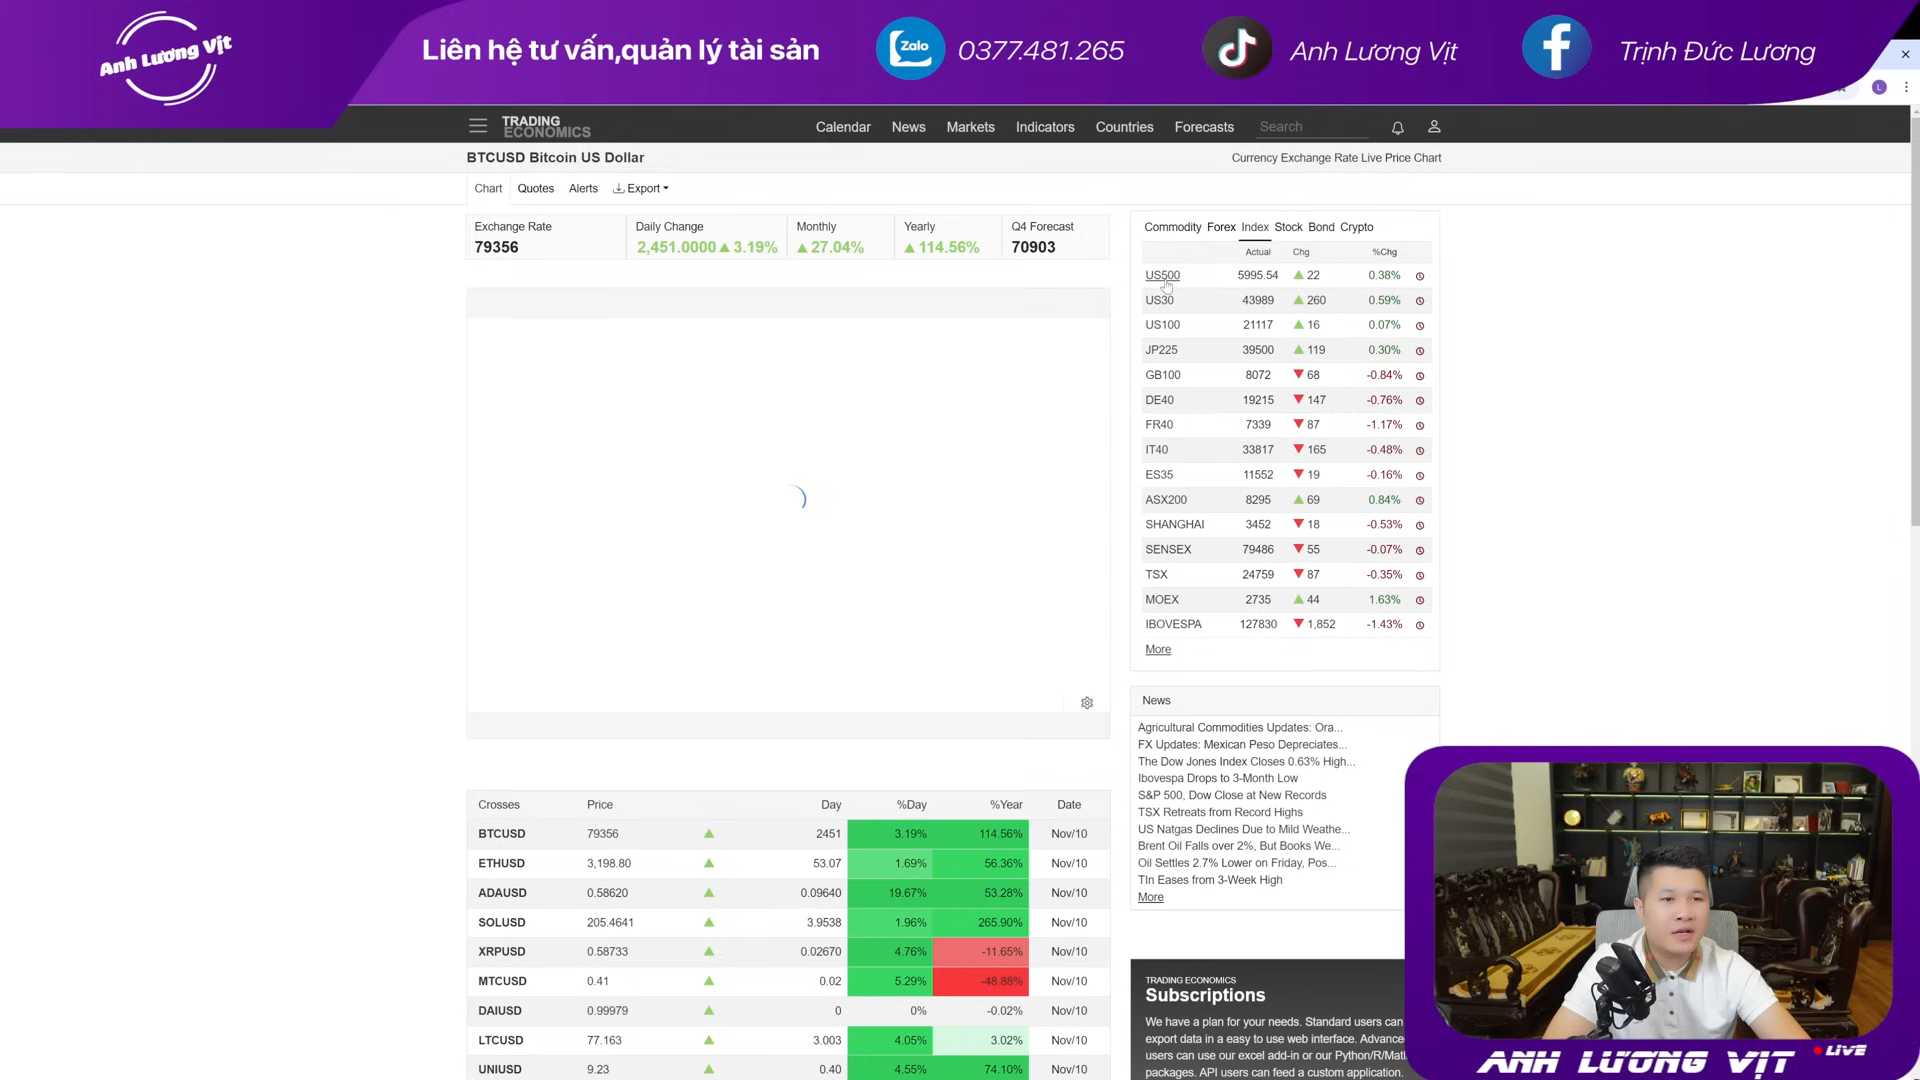 Anh Lương Vịt
Liên hệ tư vấn,quản lý tài sản
Zalo
0377.481.265
Anh Lương Vịt
Trịnh Đức Lương
L
TRADING ECONOMICS
Calendar News Markets Indicators Countries Forecasts Search
BTCUSD Bitcoin US Dollar
Currency Exchange Rate Live Price Chart
Chart Quotes Alerts Export
Exchange Rate Daily Change Monthly Yearly Q4 Forecast
79356 2,451.0000 ▲ 3.19% ▲ 27.04% ▲ 114.56% 70903
Commodity Forex Index Stock Bond Crypto
Actual Chg %Chg
US500 5995.54 ▲ 22 0.38%
US30 43989 ▲ 260 0.59%
US100 21117 ▲ 16 0.07%
JP225 39500 ▲ 119 0.30%
GB100 8072 ▼ 68 -0.84%
DE40 19215 ▼ 147 -0.76%
FR40 7339 ▼ 87 -1.17%
IT40 33817 ▼ 165 -0.48%
ES35 11552 ▼ 19 -0.16%
ASX200 8295 ▲ 69 0.84%
SHANGHAI 3452 ▼ 18 -0.53%
SENSEX 79486 ▼ 55 -0.07%
TSX 24759 ▼ 87 -0.35%
MOEX 2735 ▲ 44 1.63%
IBOVESPA 127830 ▼ 1,852 -1.43%
More
News
Agricultural Commodities Updates: Ora...
FX Updates: Mexican Peso Depreciates...
The Dow Jones Index Closes 0.63% High...
Ibovespa Drops to 3-Month Low
S&P 500, Dow Close at New Records
TSX Retreats from Record Highs
US Natgas Declines Due to Mild Weathe...
Brent Oil Falls over 2%, But Books We...
Oil Settles 2.7% Lower on Friday, Pos...
TIn Eases from 3-Week High
More
Crosses Price Day %Day %Year Date
BTCUSD 79356 ▲ 2451 3.19% 114.56% Nov/10
ETHUSD 3,198.80 ▲ 53.07 1.69% 56.36% Nov/10
ADAUSD 0.58620 ▲ 0.09640 19.67% 53.28% Nov/10
SOLUSD 205.4641 ▲ 3.9538 1.96% 265.90% Nov/10
XRPUSD 0.58733 ▲ 0.02670 4.76% -11.65% Nov/10
MTCUSD 0.41 ▲ 0.02 5.29% -48.88% Nov/10
DAIUSD 0.99979 ▲ 0 0% -0.02% Nov/10
LTCUSD 77.163 ▲ 3.003 4.05% 3.02% Nov/10
UNIUSD 9.23 ▲ 0.40 4.55% 74.10% Nov/10
TRADING ECONOMICS
Subscriptions
We have a plan for your needs. Standard users can
export data in a easy to use web interface. Advance
users can use our excel add-in or our Python/R/Matl
packages. API users can feed a custom application.
ANH LƯƠNG VỊT LIVE